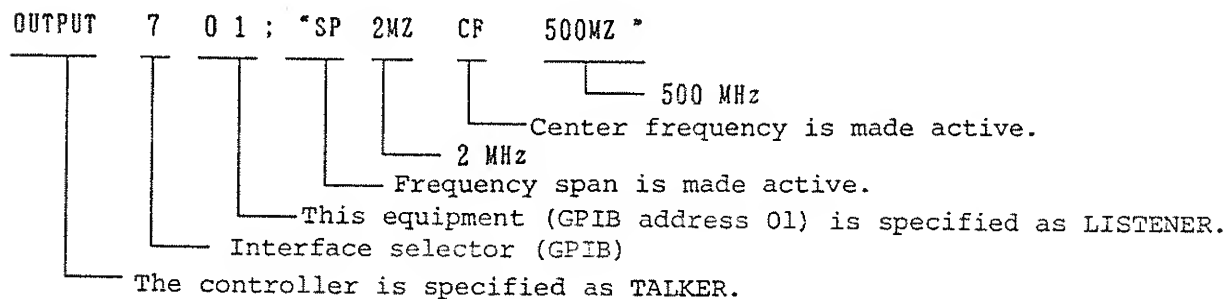 OUTPUT 7 0 1 ; "SP 2MZ CF 500MZ "
500 MHz
Center frequency is made active.
2 MHz
Frequency span is made active.
This equipment (GPIB address 01) is specified as LISTENER.
Interface selector (GPIB)
The controller is specified as TALKER.